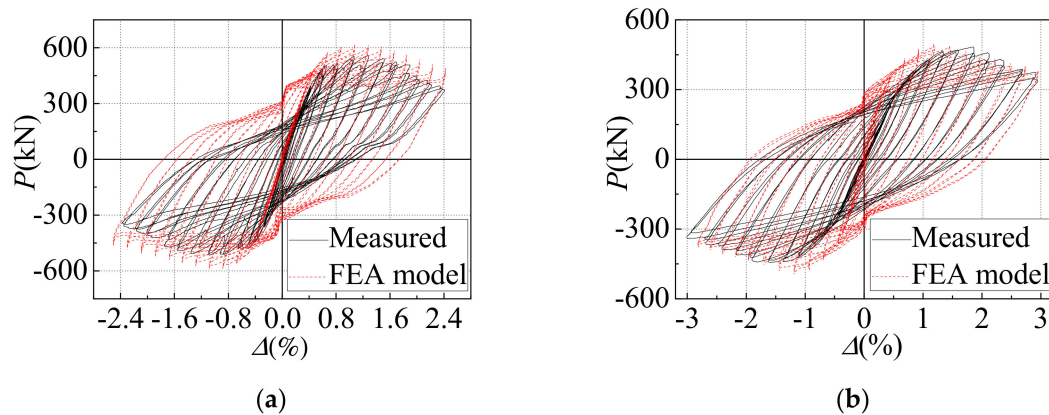 P(kN)
600
300
0
-300
-600
-2.4 -1.6 -0.8 0.0 0.8 1.6 2.4
Δ(%)
Measured
FEA model
(a)
P(kN)
600
300
0
-300
-600
-3 -2 -1 0 1 2 3
Δ(%)
Measured
FEA model
(b)